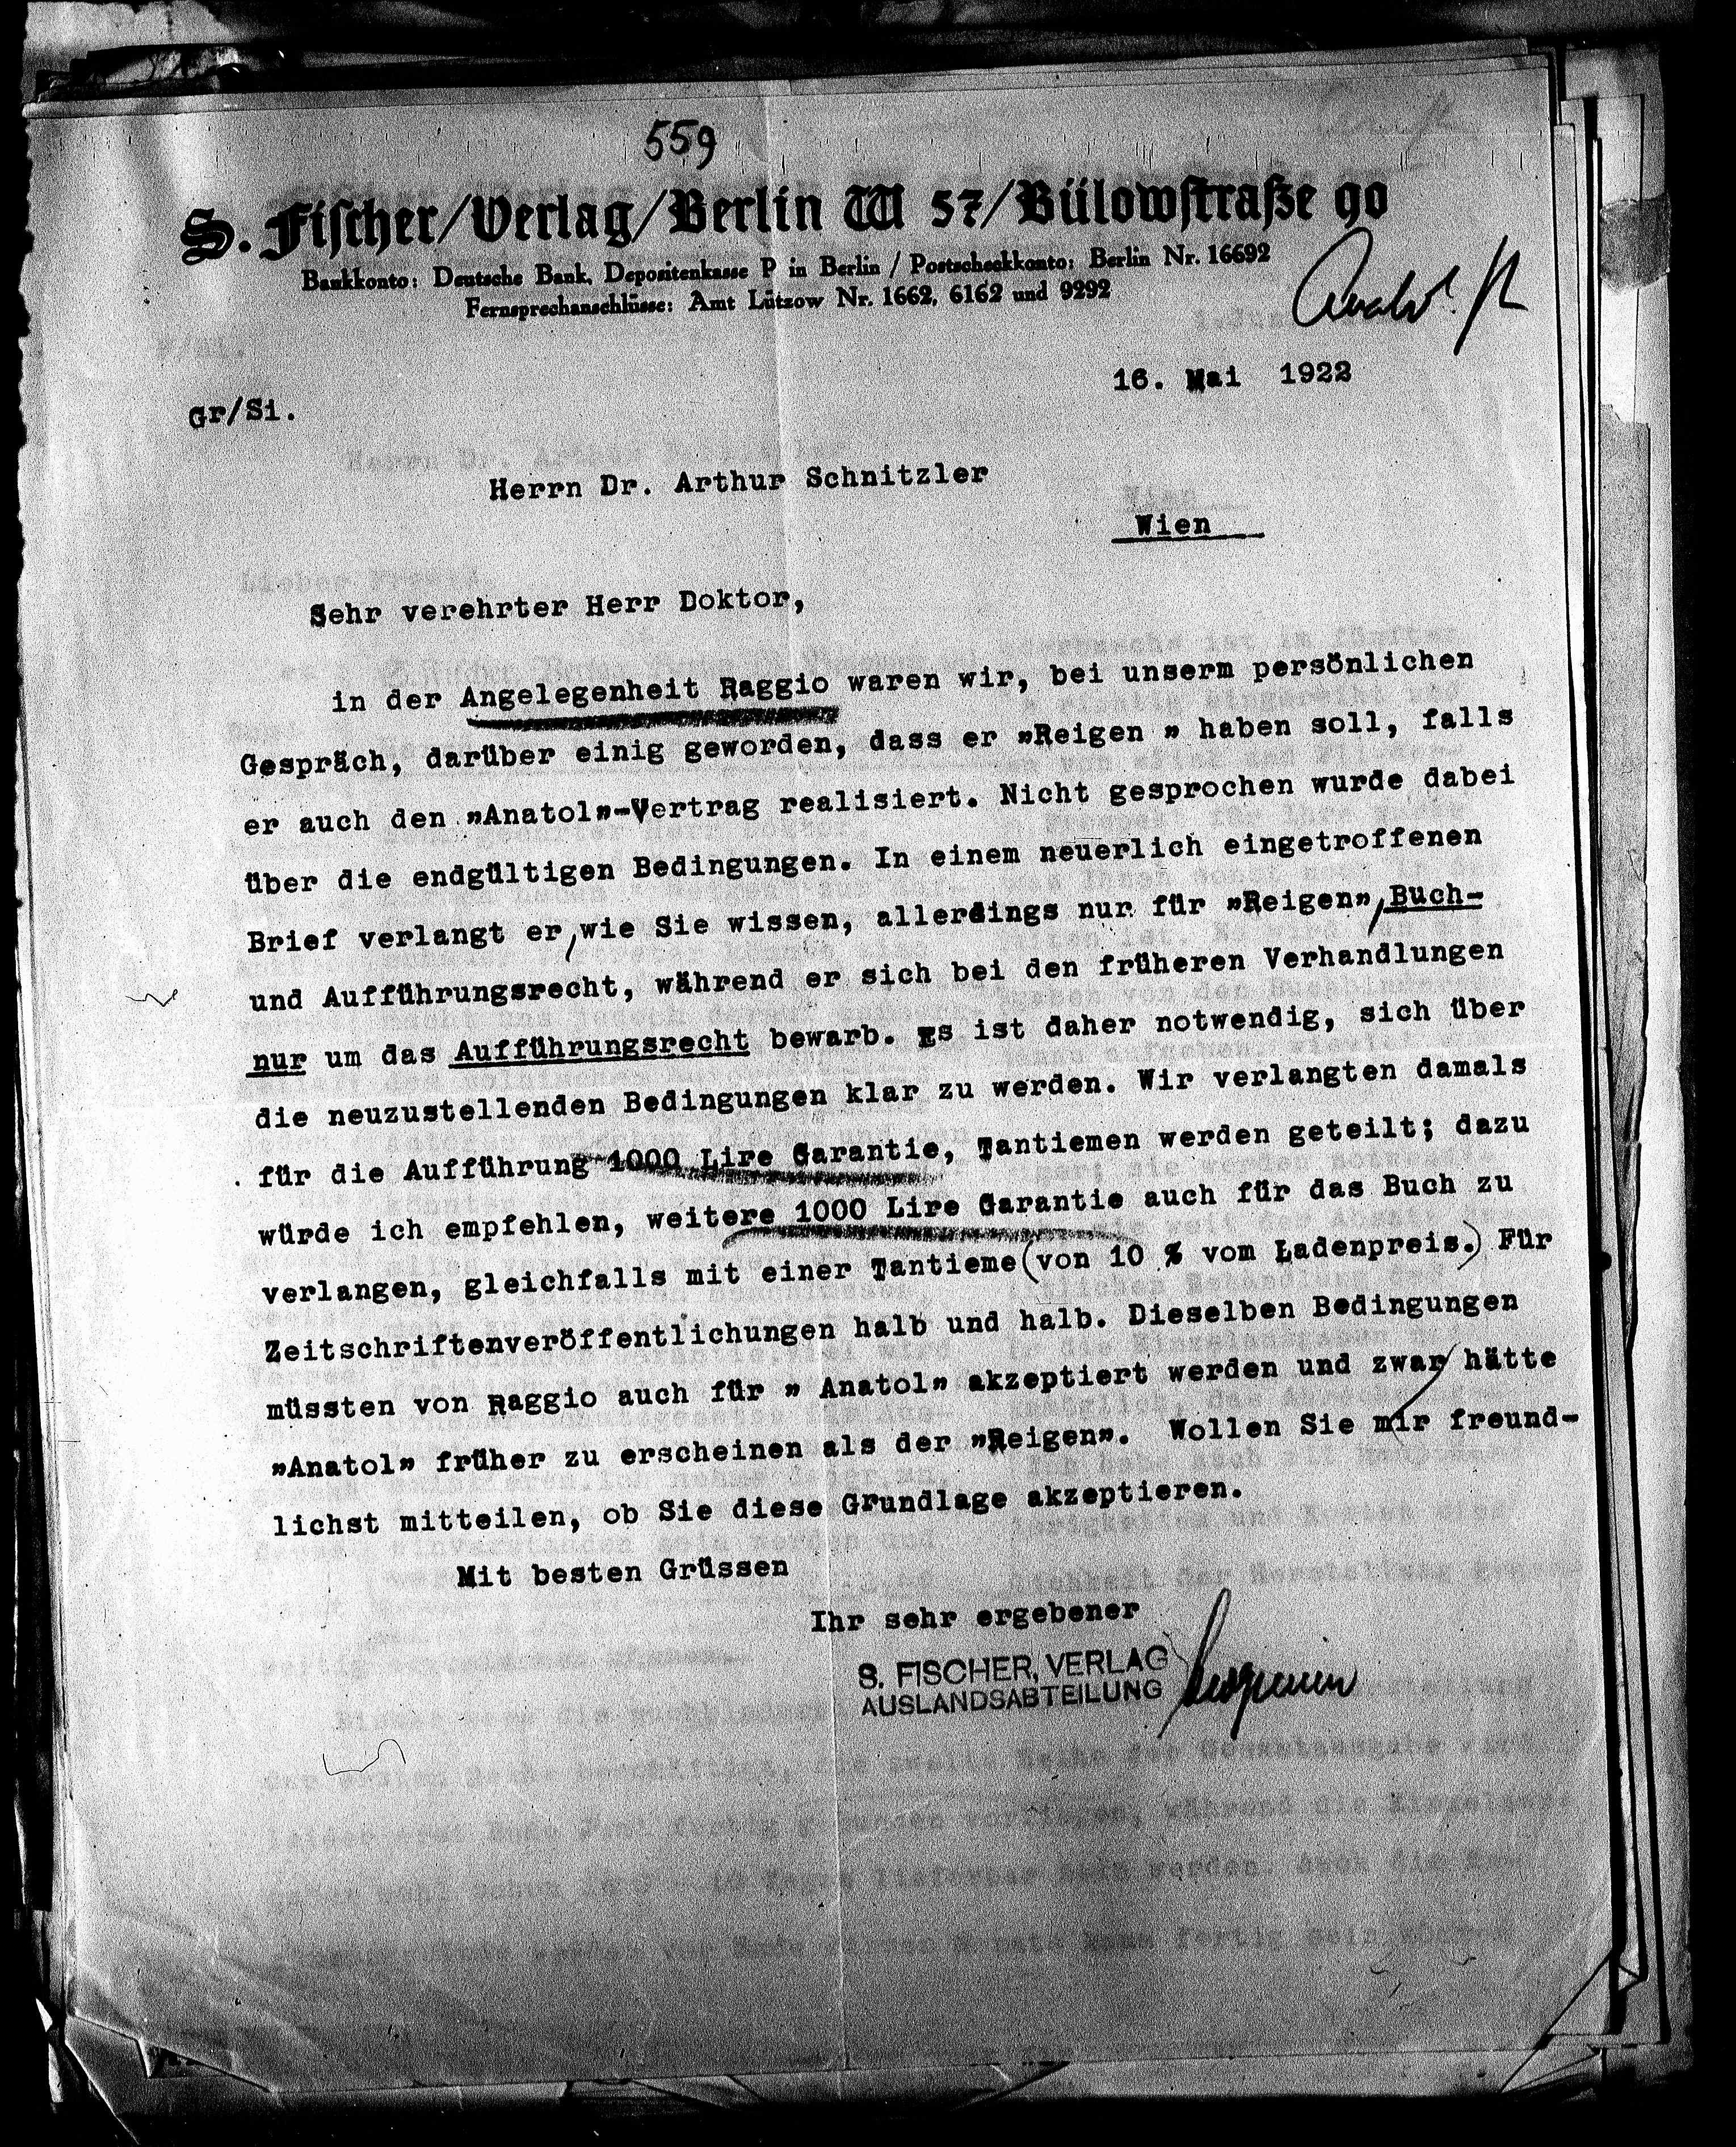 559
S. Fischer/Verlag/Berlin W 57/Bülowstraße 90
Bankkonto: Deutsche Bank, Depositenkasse P in Berlin / Postscheckkonto: Berlin Nr. 16692
Fernsprechanschlüsse: Amt Lützow Nr. 1662, 6162 und 9292
16. Mai 1922
Gr/Si.
Herrn Dr. Arthur Schnitzler
Wien
Sehr verehrter Herr Doktor,
in der Angelegenheit Raggio waren wir, bei unserm persönlichen
Gespräch, darüber einig geworden, dass er "Reigen " haben soll, falls
er auch den "Anatol"-Vertrag realisiert. Nicht gesprochen wurde dabei
über die endgültigen Bedingungen. In einem neuerlich eingetroffenen
Brief verlangt er, wie Sie wissen, allerdings nur für "Reigen", Buch-
und Aufführungsrecht, während er sich bei den früheren Verhandlungen
nur um das Aufführungsrecht bewarb. Es ist daher notwendig, sich über
die neuzustellenden Bedingungen klar zu werden. Wir verlangten damals
für die Aufführung 1000 Lire Garantie, Tantiemen werden geteilt; dazu
würde ich empfehlen, weitere 1000 Lire Garantie auch für das Buch zu
verlangen, gleichfalls mit einer Tantieme (von 10 % vom Ladenpreis.) Für
Zeitschriftenveröffentlichungen halb und halb. Dieselben Bedingungen
müssten von Raggio auch für " Anatol" akzeptiert werden und zwar hätte
"Anatol" früher zu erscheinen als der "Reigen". Wollen Sie mir freund-
lichst mitteilen, ob Sie diese Grundlage akzeptieren.
Mit besten Grüssen
Ihr sehr ergebener
S. FISCHER, VERLAG
AUSLANDSABTEILUNG